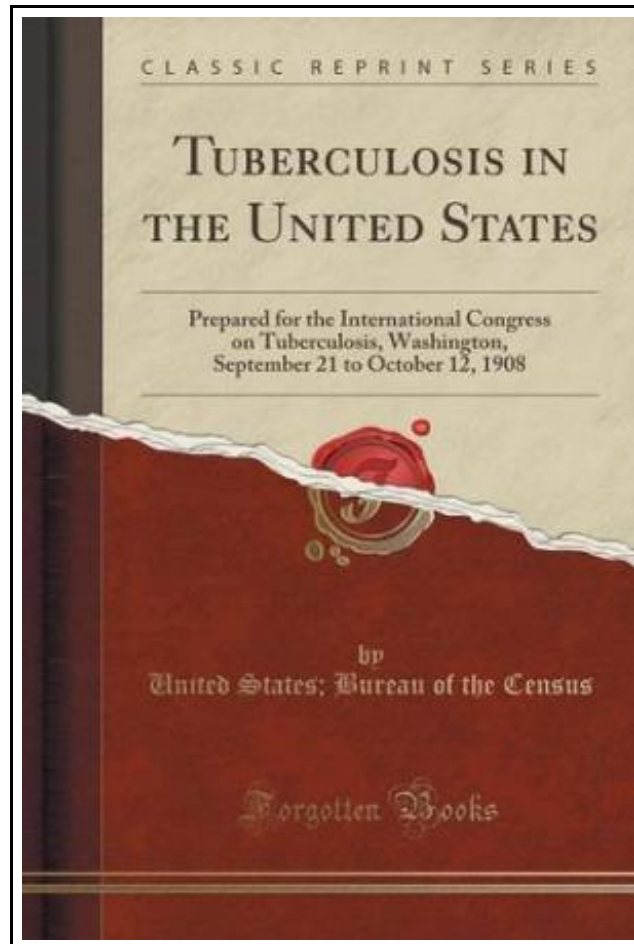 CLASSIC REPRINT SERIES
TUBERCULOSIS IN
THE UNITED STATES
Prepared for the International Congress
on Tuberculosis, Washington,
September 21 to October 12, 1908
F
by
United States; Bureau of the Census
Forgotten Books